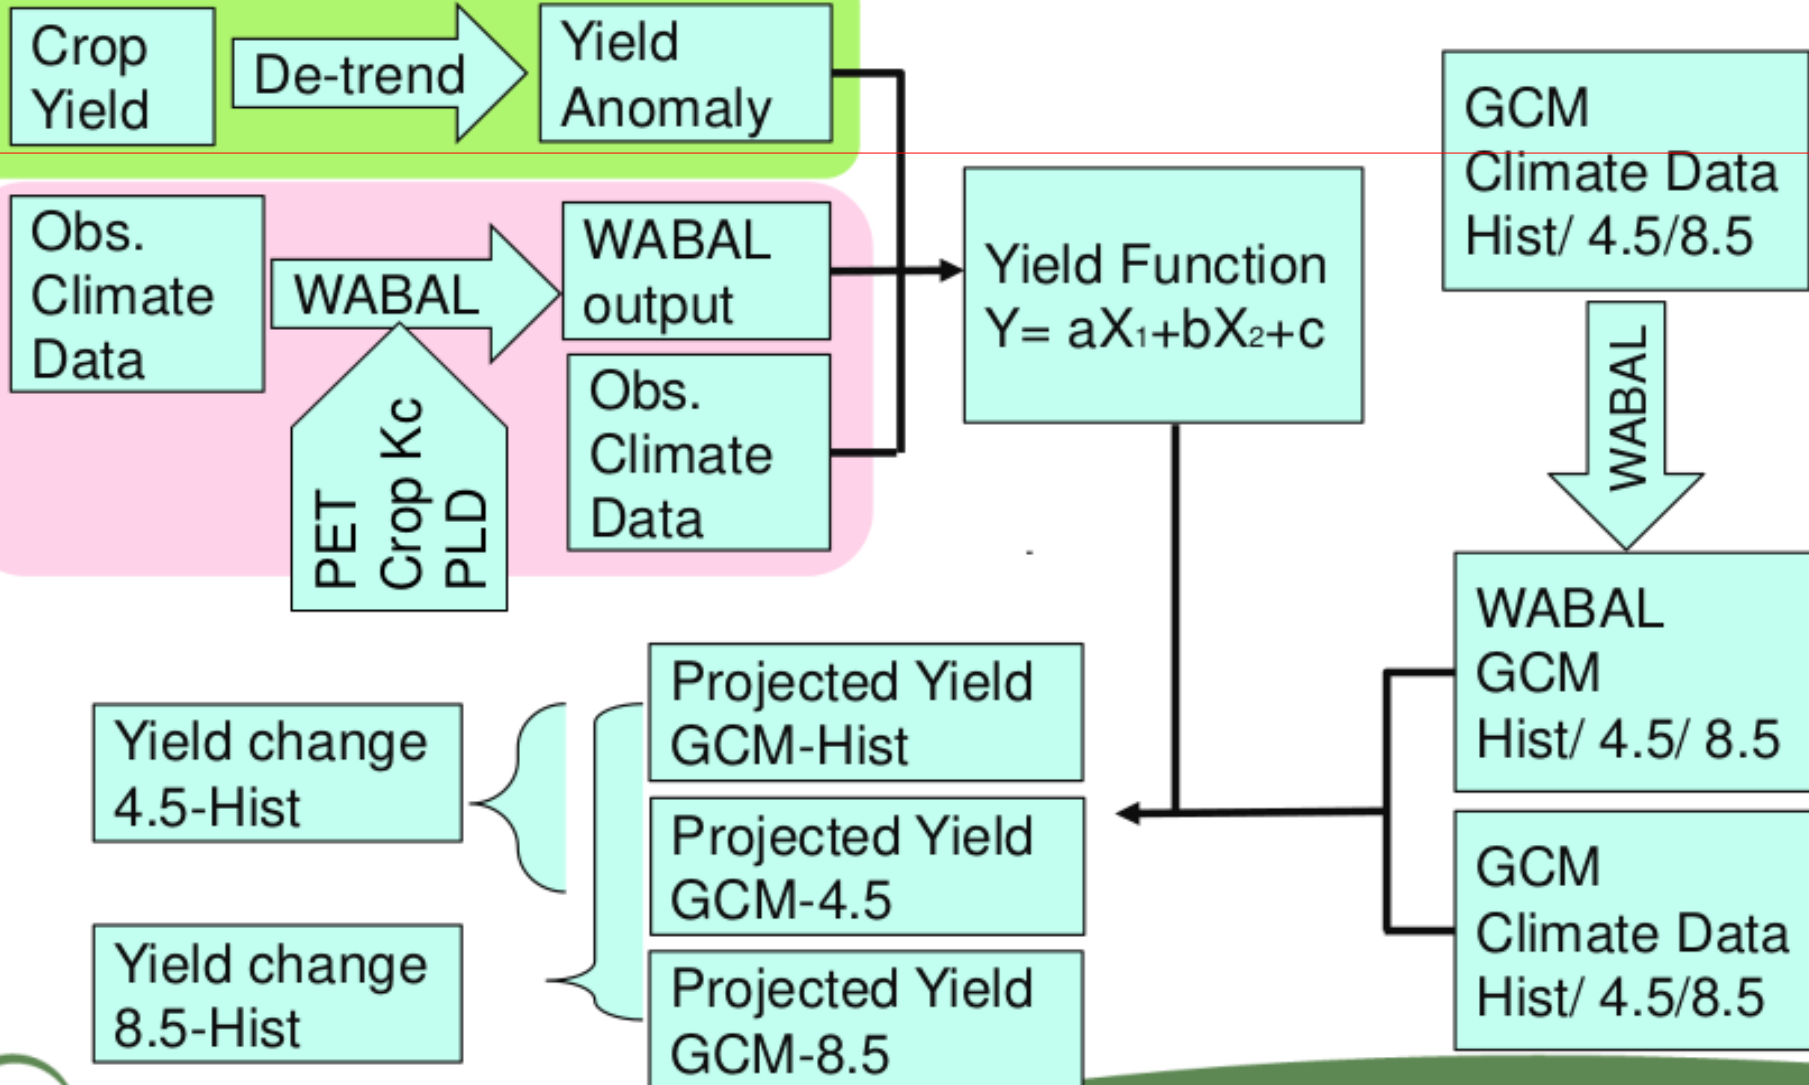 Crop
Yield
De-trend
Yield
Anomaly
Obs.
Climate
Data
WABAL
PET
Crop Kc
PLD
WABAL
output
Obs.
Climate
Data
Yield Function
Y= aX₁+bX₂+c
GCM
Climate Data
Hist/ 4.5/8.5
WABAL
WABAL
GCM
Hist/ 4.5/ 8.5
GCM
Climate Data
Hist/ 4.5/8.5
Projected Yield
GCM-Hist
Projected Yield
GCM-4.5
Projected Yield
GCM-8.5
Yield change
4.5-Hist
Yield change
8.5-Hist